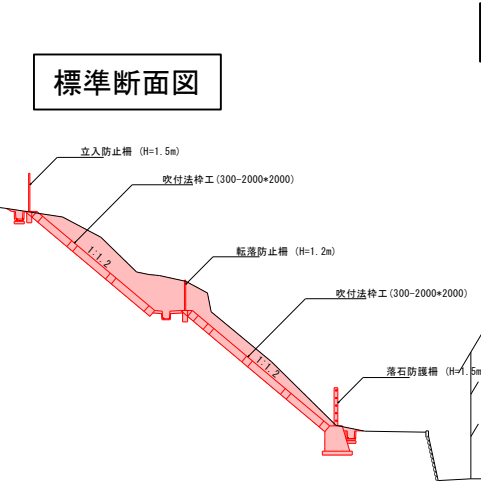 標準断面図
立入防止柵 (H=1.5m)
吹付法枠工(300-2000*2000)
1:1.2
転落防止柵 (H=1.2m)
吹付法枠工(300-2000*2000)
1:1.2
落石防護柵 (H=1.5m